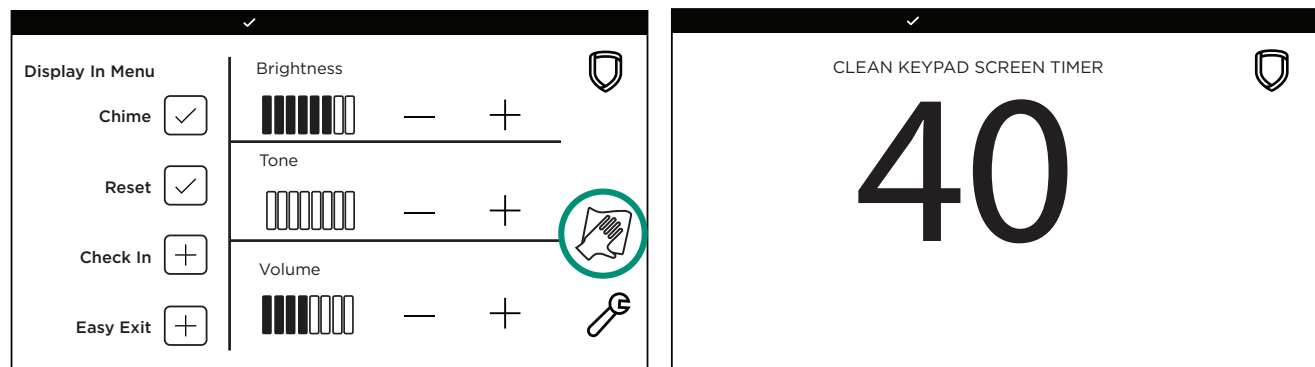 Display In Menu
Chime
Reset
Check In
Easy Exit
Brightness
Tone
Volume
CLEAN KEYPAD SCREEN TIMER
40